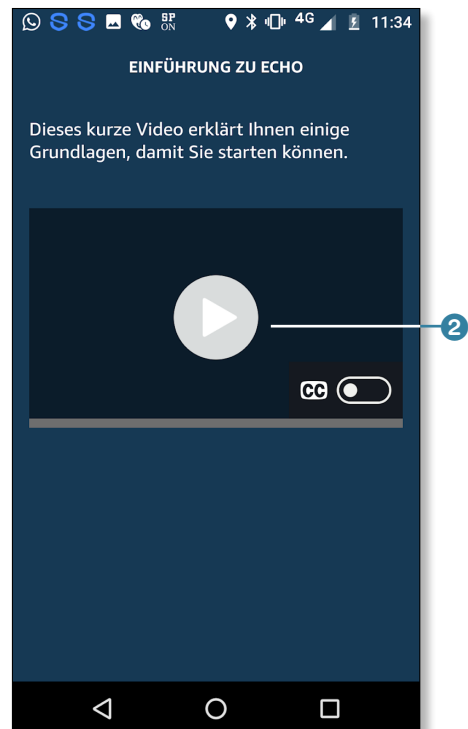 SP
ON
4G
11:34
EINFÜHRUNG ZU ECHO
Dieses kurze Video erklärt Ihnen einige
Grundlagen, damit Sie starten können.
2
CC